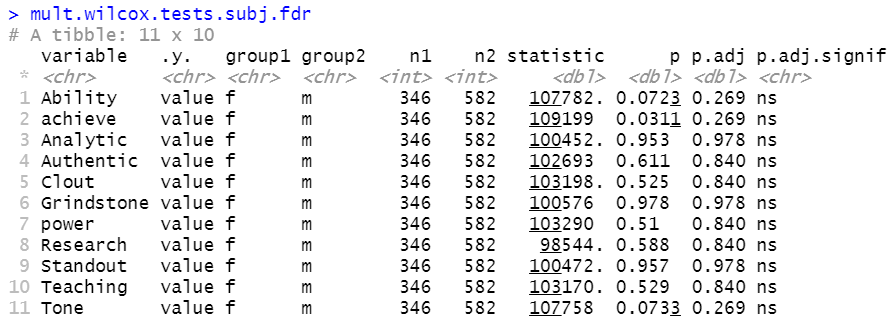 > mult.wilcox.tests.subj.fdr
# A tibble: 11 x 10
variable .y. group1 group2 n1 n2 statistic p p.adj p.adj.signif
* <chr> <chr> <chr> <chr> <int> <int> <dbl> <dbl> <dbl> <chr>
1 Ability value f m 346 582 107782. 0.0723 0.269 ns
2 achieve value f m 346 582 109199 0.0311 0.269 ns
3 Analytic value f m 346 582 100452. 0.953 0.978 ns
4 Authentic value f m 346 582 102693 0.611 0.840 ns
5 Clout value f m 346 582 103198. 0.525 0.840 ns
6 Grindstone value f m 346 582 100576 0.978 0.978 ns
7 power value f m 346 582 103290 0.51 0.840 ns
8 Research value f m 346 582 98544. 0.588 0.840 ns
9 Standout value f m 346 582 100472. 0.957 0.978 ns
10 Teaching value f m 346 582 103170. 0.529 0.840 ns
11 Tone value f m 346 582 107758 0.0733 0.269 ns